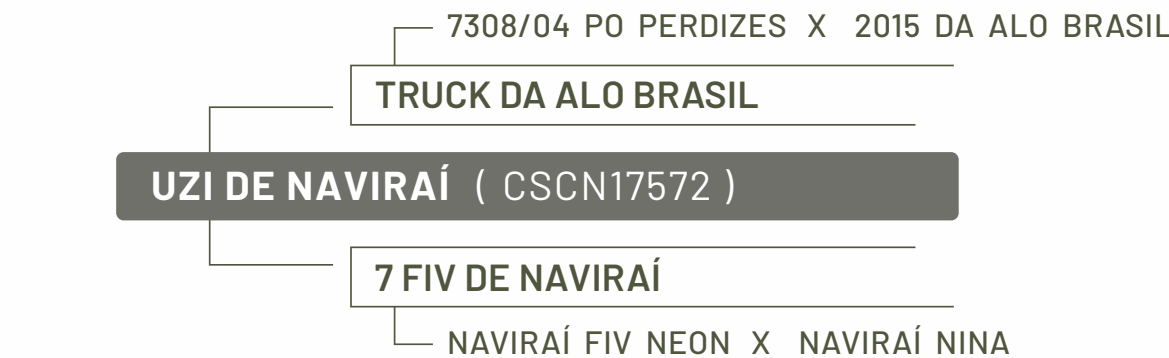 7308/04 PO PERDIZES X 2015 DA ALO BRASIL
TRUCK DA ALO BRASIL
UZI DE NAVIRAÍ ( CSCN17572 )
7 FIV DE NAVIRAÍ
NAVIRAÍ FIV NEON X NAVIRAÍ NINA